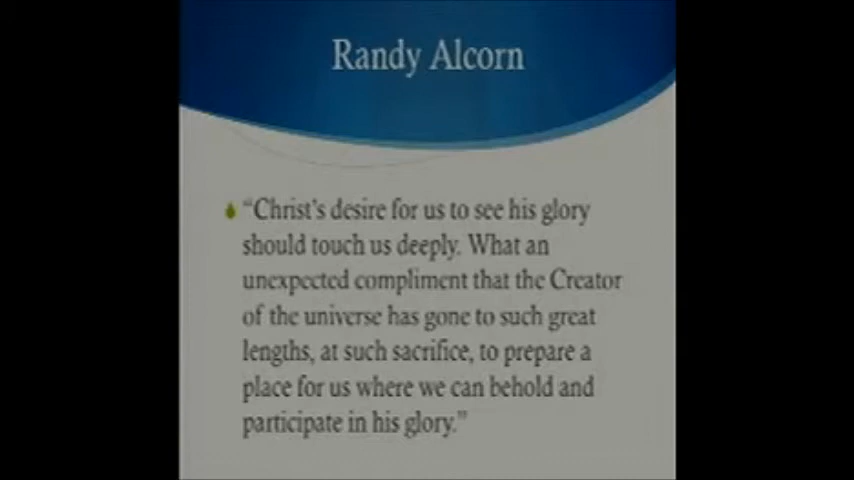 Randy Alcorn
“Christ’s desire for us to see his glory
should touch us deeply. What an
unexpected compliment that the Creator
of the universe has gone to such great
lengths, at such sacrifice, to prepare a
place for us where we can behold and
participate in his glory.”